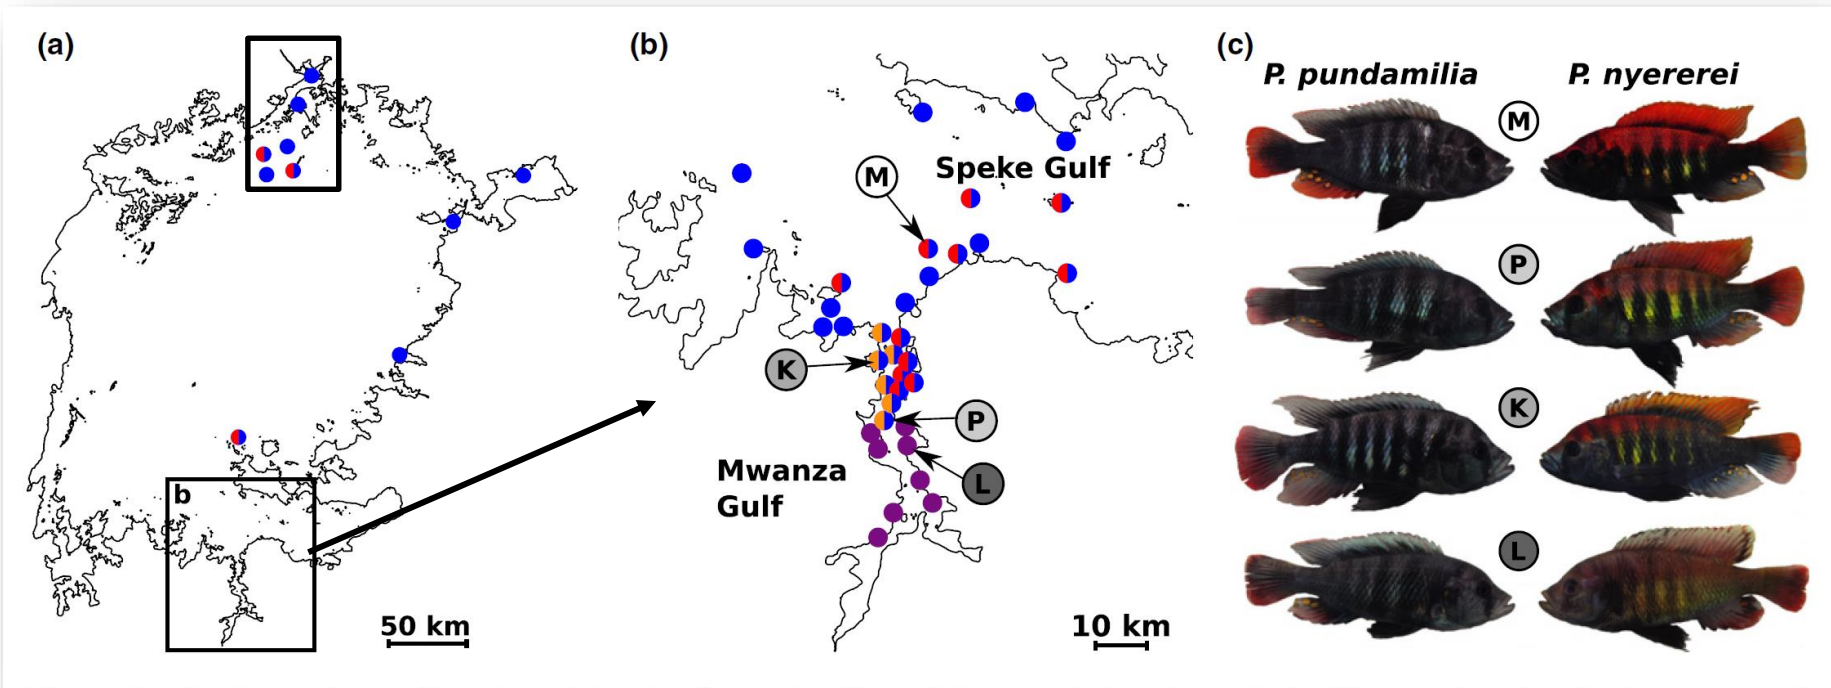 (a)
b
50 km
(b)
Speke Gulf
M
K
P
L
Mwanza
Gulf
10 km
(c)
P. pundamilia
P. nyererei
M
P
K
L